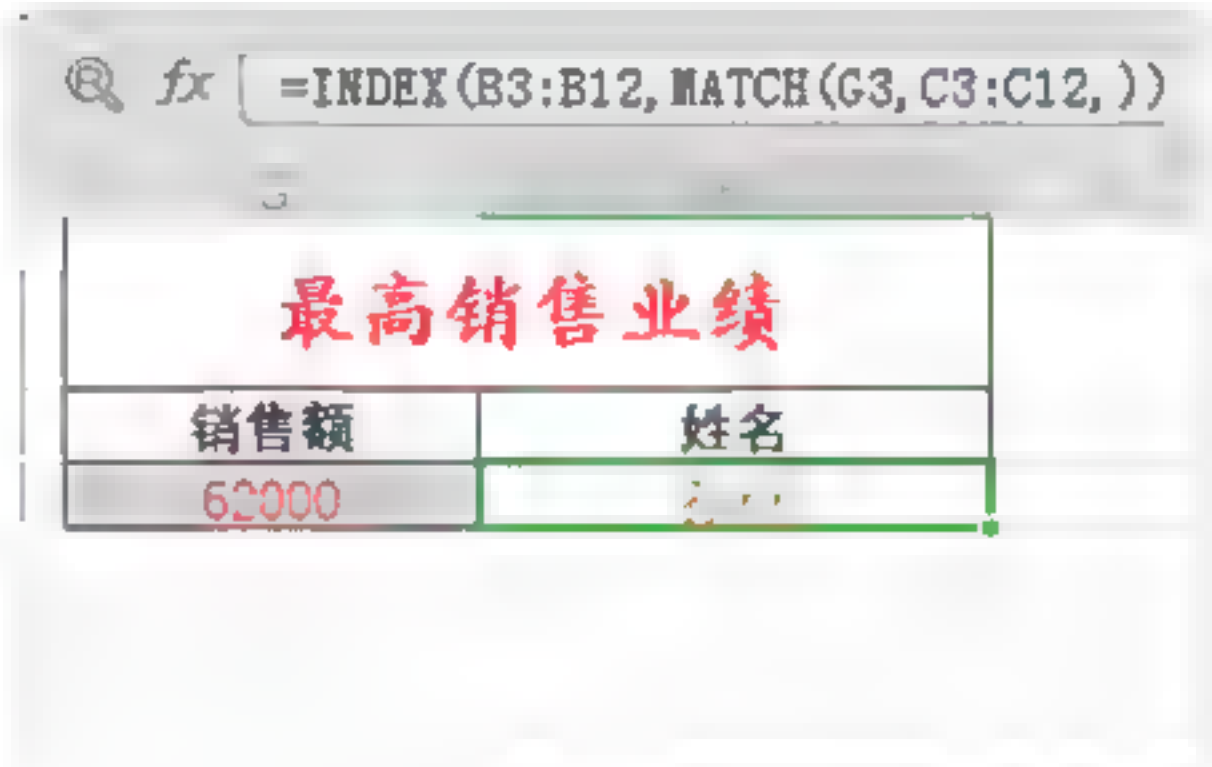 fx =INDEX(B3:B12,MATCH(G3,C3:C12,))
最高销售业绩
销售额 姓名
62000